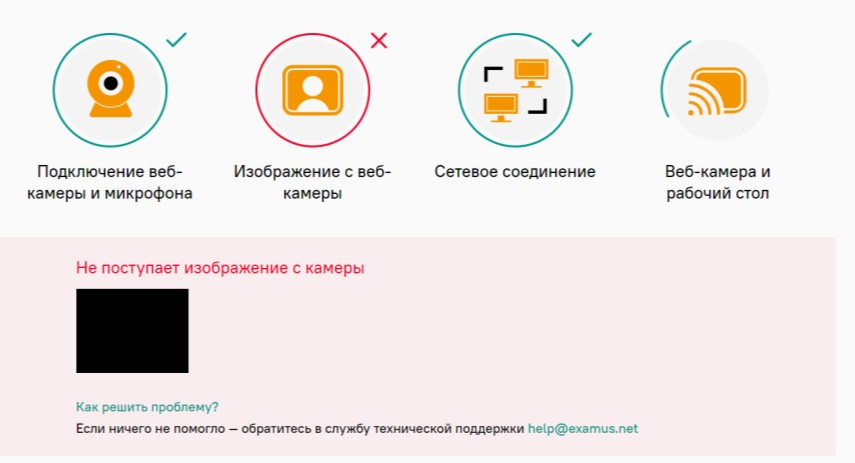 Подключение веб-
камеры и микрофона
Изображение с веб-
камеры
Сетевое соединение
Веб-камера и
рабочий стол
Не поступает изображение с камеры
Как решить проблему?
Если ничего не помогло — обратитесь в службу технической поддержки help@examus.net